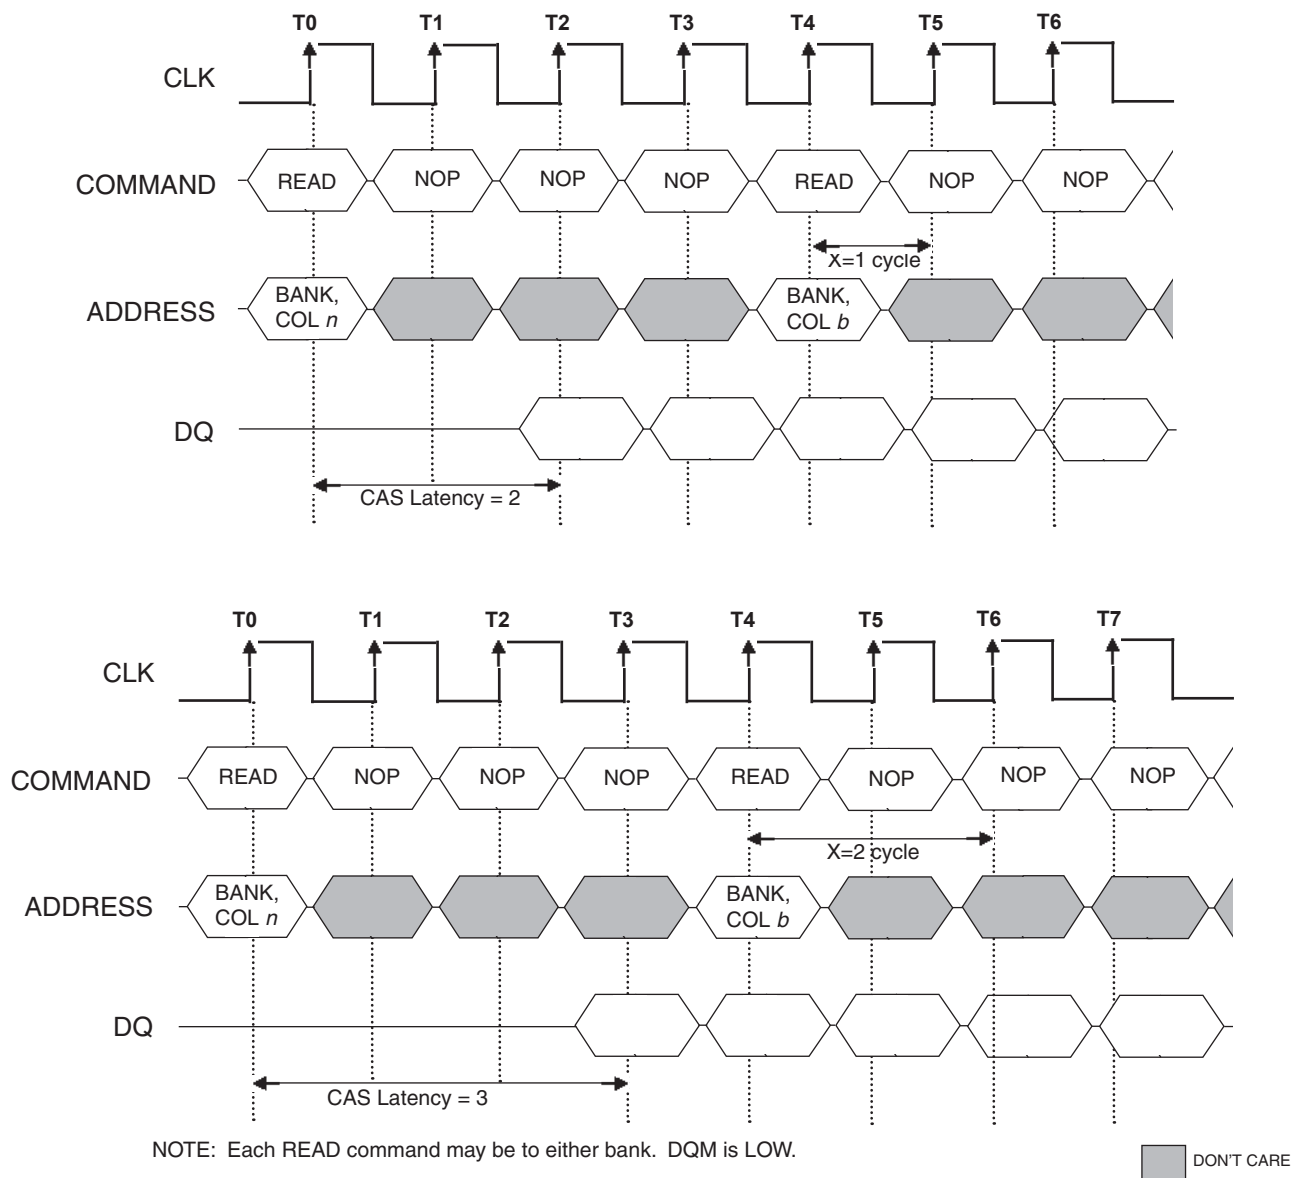 T0 T1 T2 T3 T4 T5 T6
CLK
COMMAND READ NOP NOP NOP READ NOP NOP
X=1 cycle
ADDRESS BANK, COL n BANK, COL b
DQ
CAS Latency = 2
T0 T1 T2 T3 T4 T5 T6 T7
CLK
COMMAND READ NOP NOP NOP READ NOP NOP NOP
X=2 cycle
ADDRESS BANK, COL n BANK, COL b
DQ
CAS Latency = 3
NOTE: Each READ command may be to either bank. DQM is LOW.
DON'T CARE